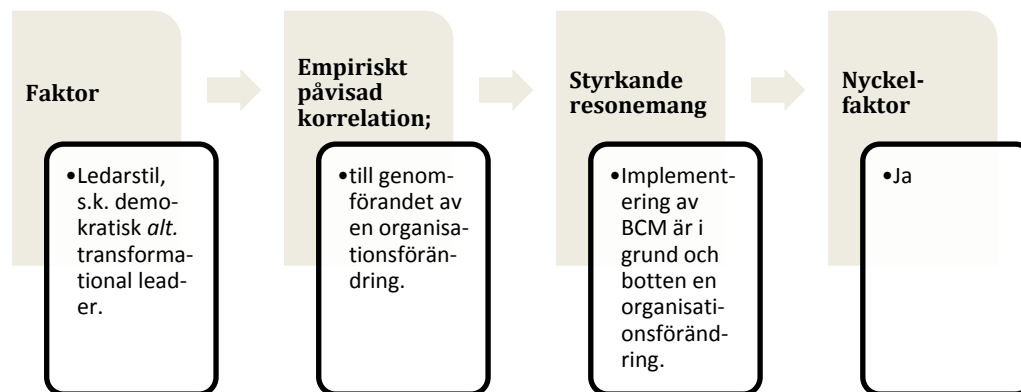 Faktor
•Ledarstil,
s.k. demo-
kratisk alt.
transforma-
tional lead-
er.
Empiriskt
påvisad
korrelation;
•till genom-
förandet av
en organisa-
tionsförän-
dring.
Styrkande
resonemang
•Implement-
ering av
BCM är i
grund och
botten en
organisati-
onsföränd-
ring.
Nyckel-
faktor
•Ja